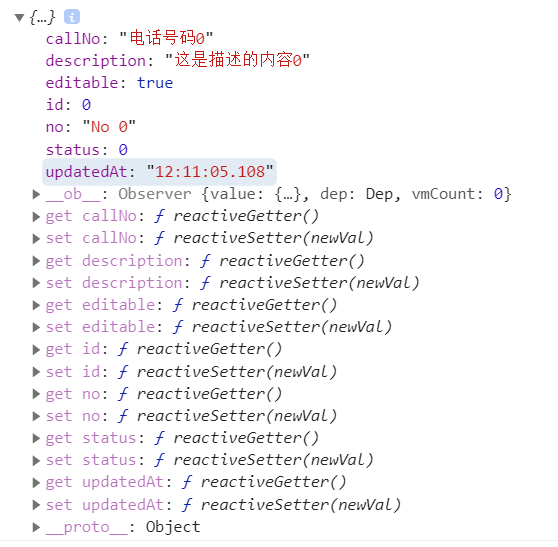 {…} i
callNo: "电话号码0"
description: "这是描述的内容0"
editable: true
id: 0
no: "No 0"
status: 0
updatedAt: "12:11:05.108"
__ob__: Observer {value: {…}, dep: Dep, vmCount: 0}
get callNo: ƒ reactiveGetter()
set callNo: ƒ reactiveSetter(newVal)
get description: ƒ reactiveGetter()
set description: ƒ reactiveSetter(newVal)
get editable: ƒ reactiveGetter()
set editable: ƒ reactiveSetter(newVal)
get id: ƒ reactiveGetter()
set id: ƒ reactiveSetter(newVal)
get no: ƒ reactiveGetter()
set no: ƒ reactiveSetter(newVal)
get status: ƒ reactiveGetter()
set status: ƒ reactiveSetter(newVal)
get updatedAt: ƒ reactiveGetter()
set updatedAt: ƒ reactiveSetter(newVal)
__proto__: Object